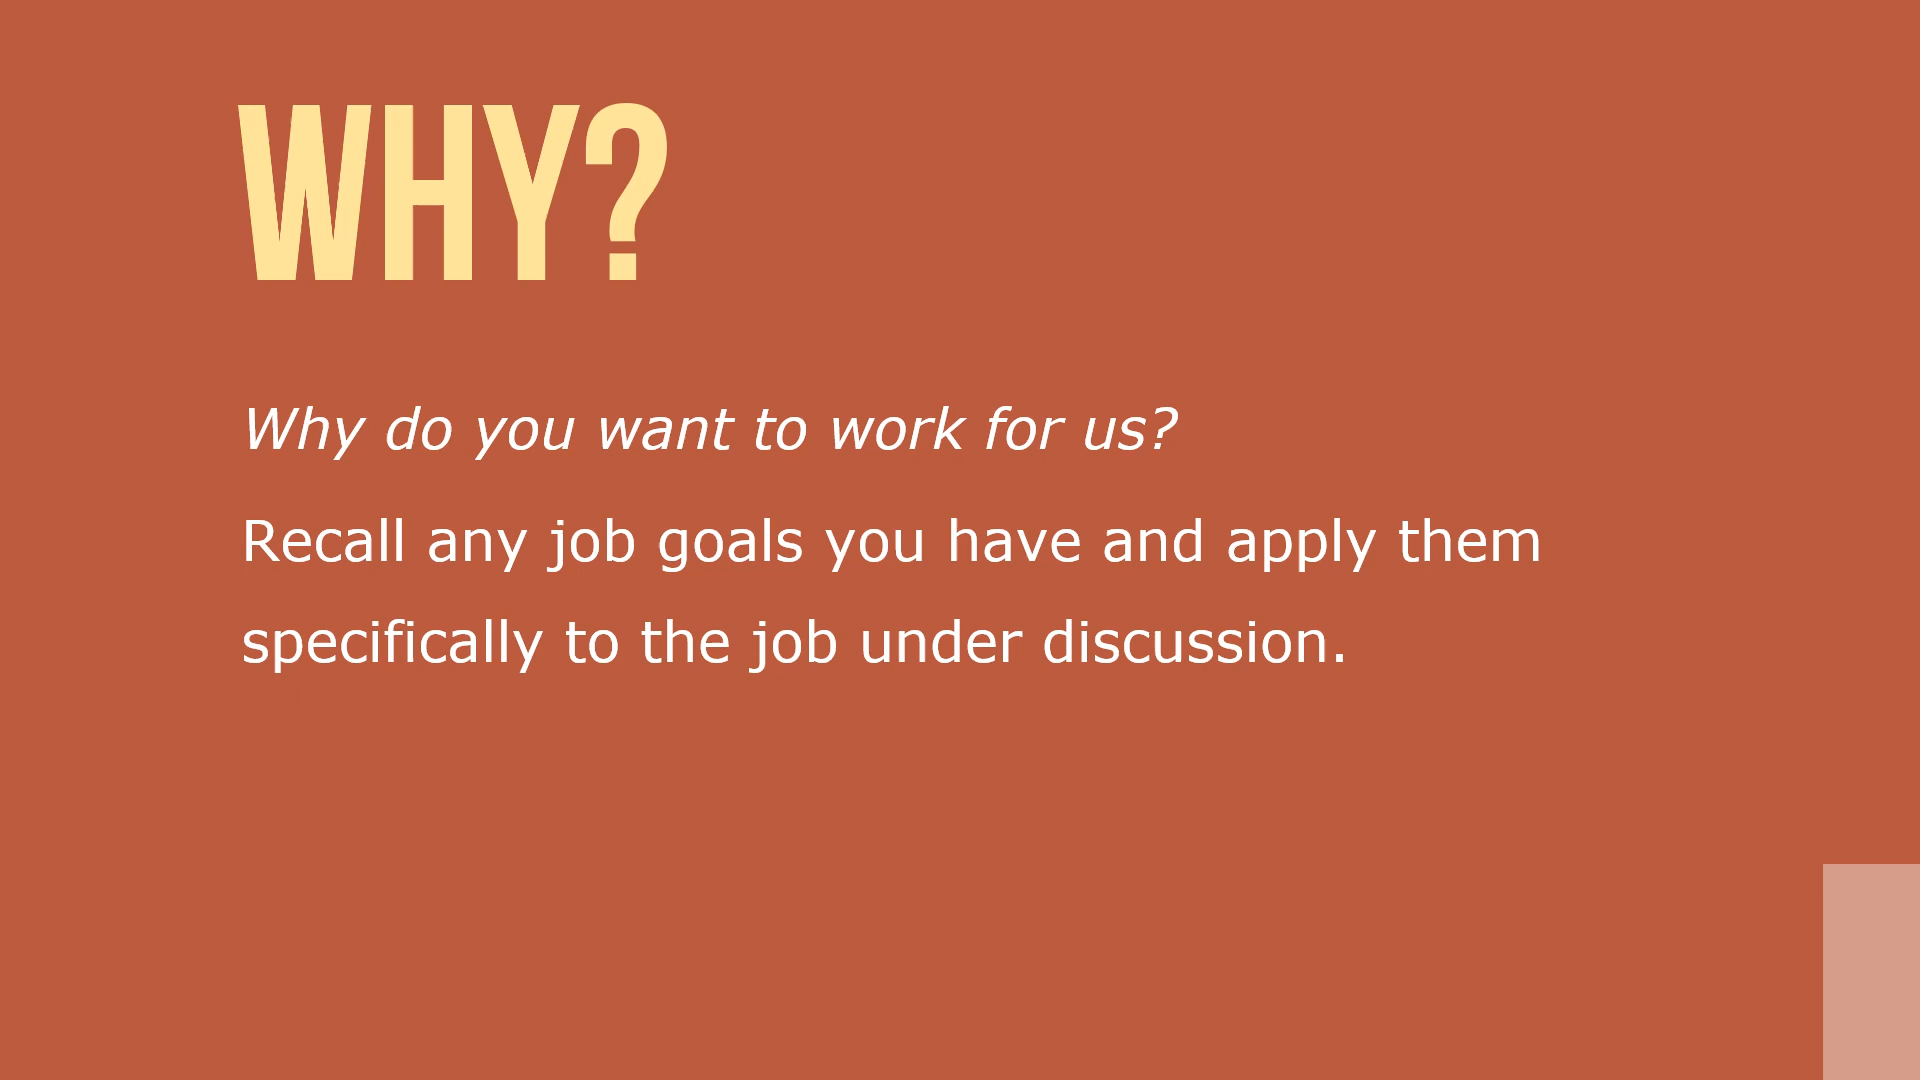 WHY?
Why do you want to work for us?
Recall any job goals you have and apply them
specifically to the job under discussion.